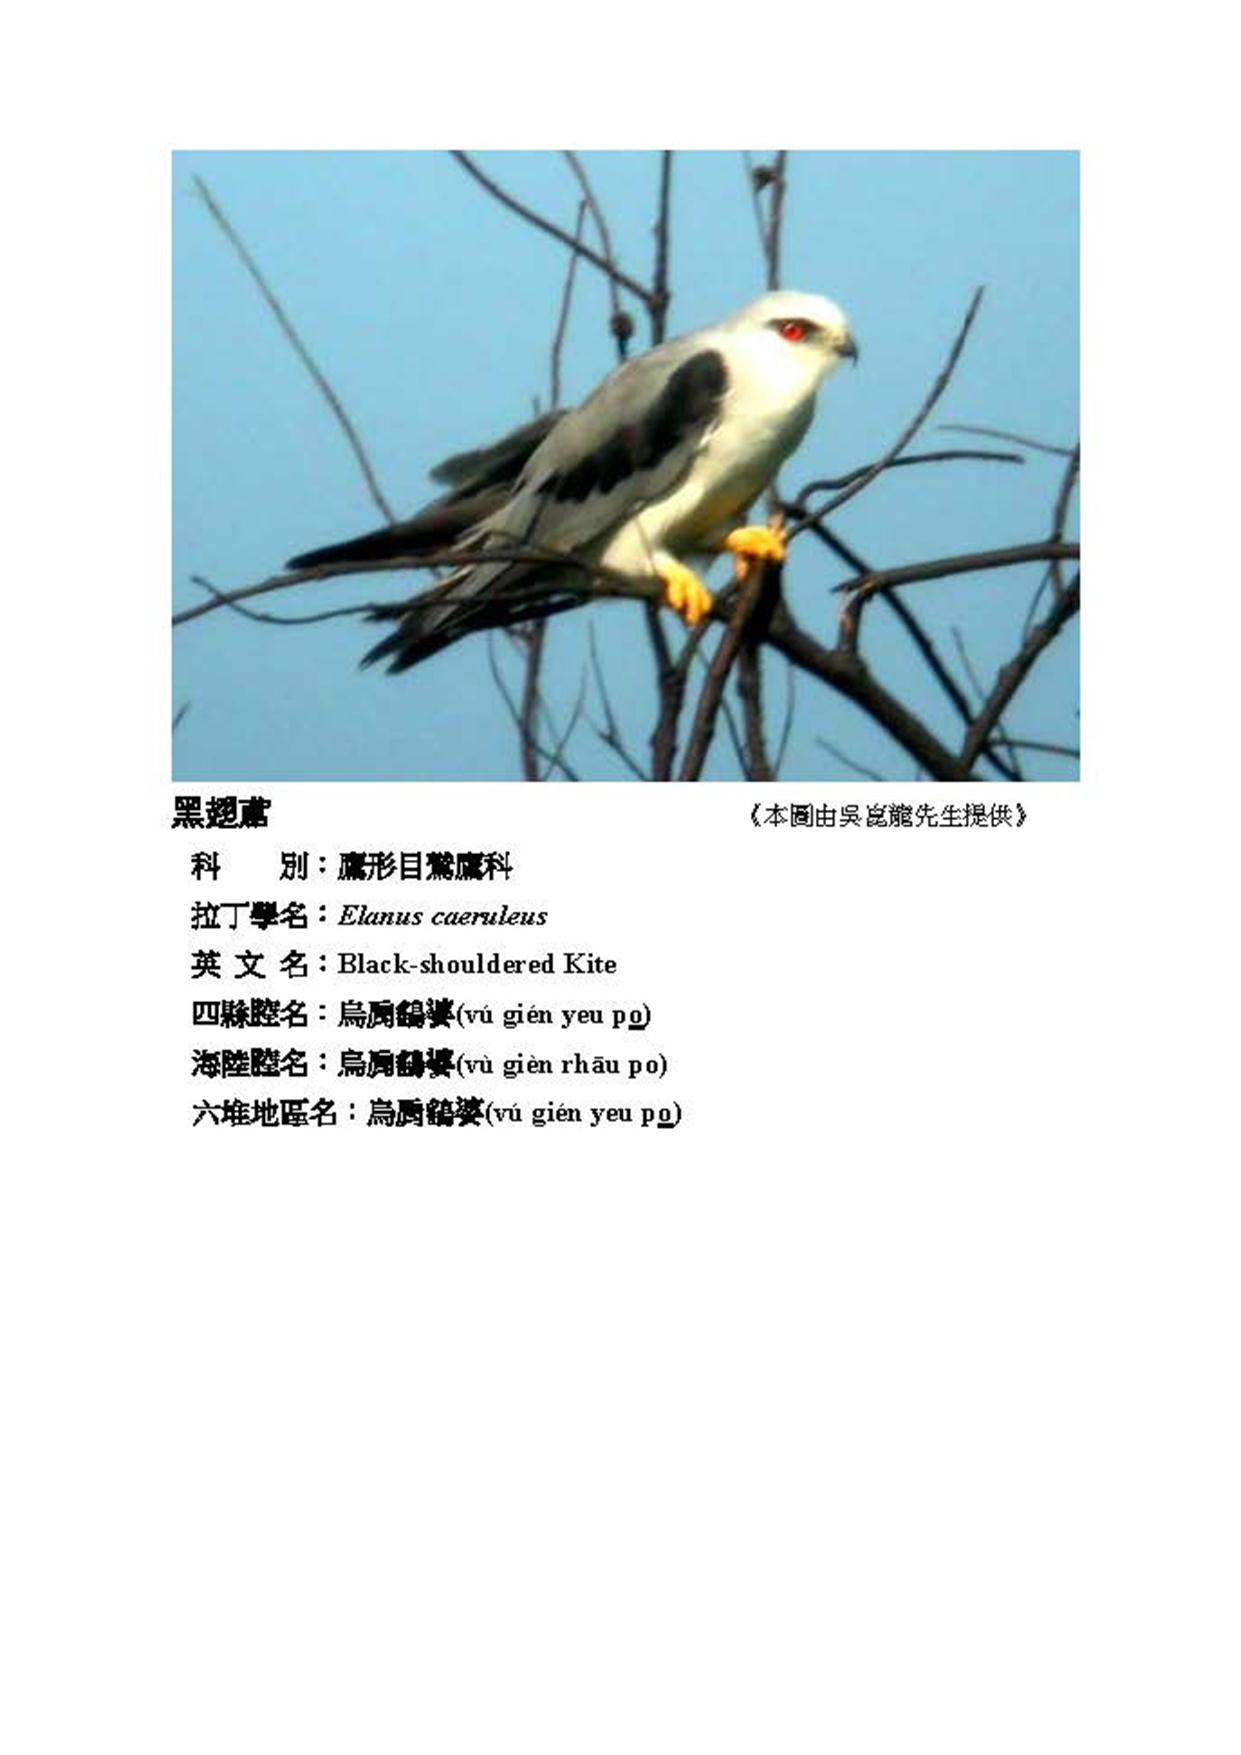 黑翅鳶
《本圖由吳崑龍先生提供》
科 別：鷹形目鷲鷹科
拉丁學名：Elanus caeruleus
英 文 名：Black-shouldered Kite
四縣腔名：烏肩鷂婆(vú gién yeu po)
海陸腔名：烏肩鷂婆(vù gièn rhāu po)
六堆地區名：烏肩鷂婆(vú gién yeu po)